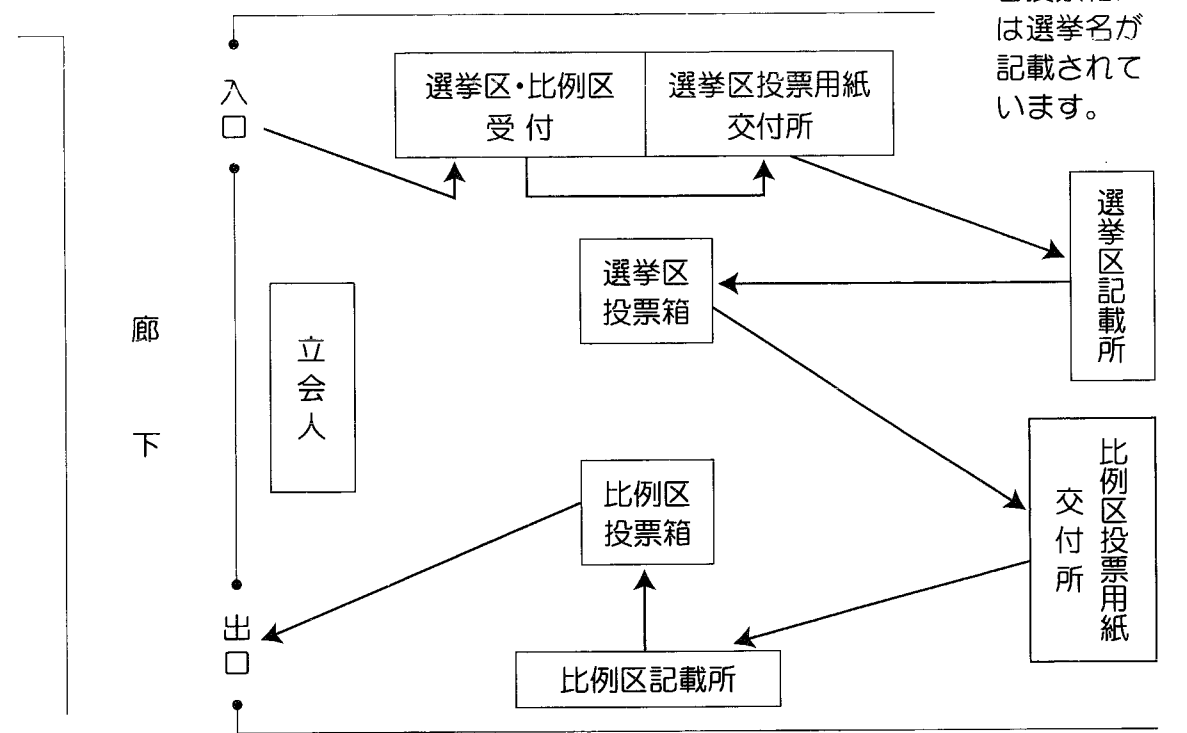 は選挙名が
記載されて
います。
入口
選挙区・比例区
受付
選挙区投票用紙
交付所
選挙区記載所
選挙区
投票箱
廊下
立会人
比例区投票用紙
交付所
比例区
投票箱
比例区記載所
出口